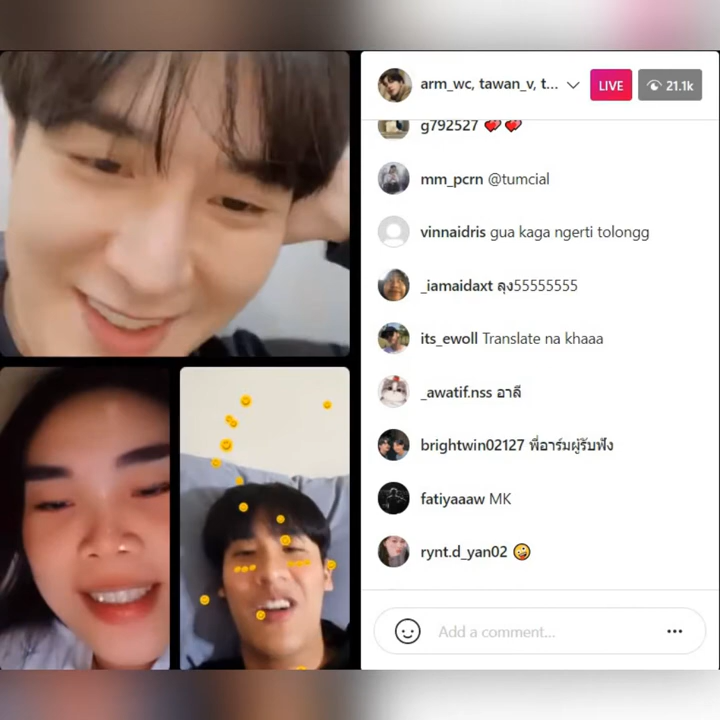 arm_wc, tawan_v, t...
LIVE
21.1k
g792527 💕💕
mm_pcrn @tumcial
vinnaidris gua kaga ngerti tolongg
_iamaidaxt ลุง55555555
its_ewoll Translate na khaaa
_awatif.nss อาลี
brightwin02127 พี่อาร์มผู้รับฟัง
fatiyaaaw MK
rynt.d_yan02 🤪
Add a comment...